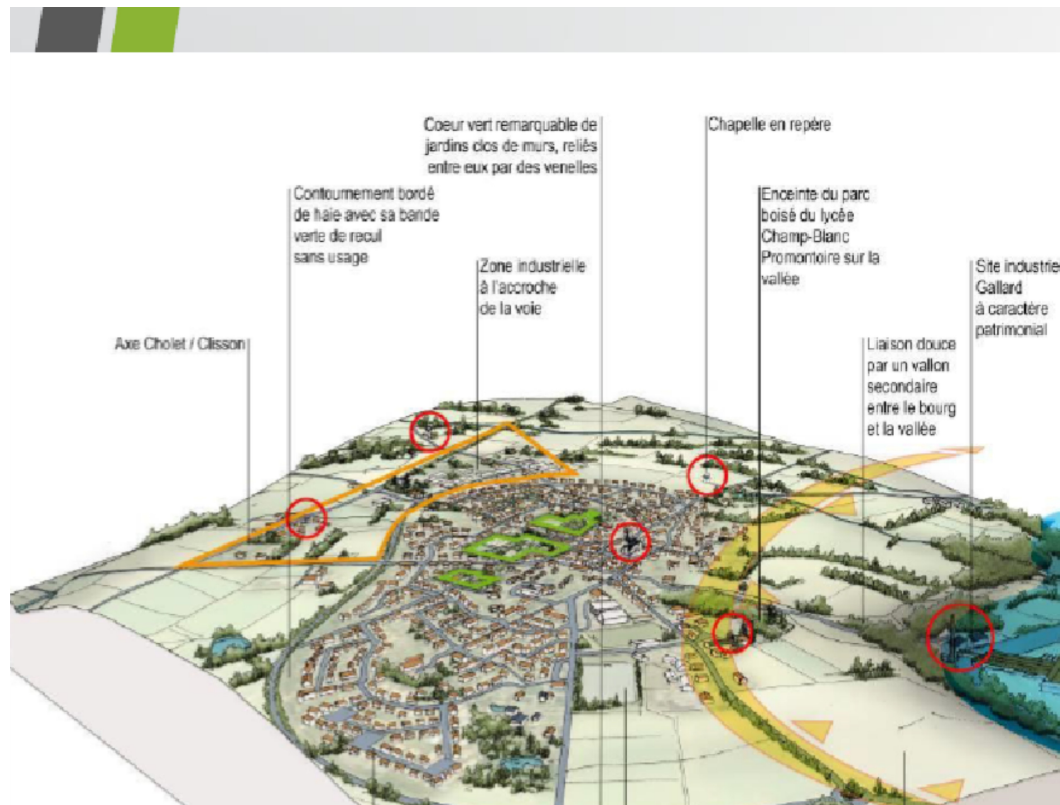 Coeur vert remarquable de
jardins clos de murs, reliés
entre eux par des venelles
Chapelle en repère
Contournement bordé
de haie avec sa bande
verte de recul
sans usage
Enceinte du parc
boisé du lycée
Champ-Blanc
Promontoire sur la
vallée
Zone industrielle
à l'accroche
de la voie
Site industrie
Gallard
à caractère
patrimonial
Axe Cholet / Clisson
Liaison douce
par un vallon
secondaire
entre le bourg
et la vallée